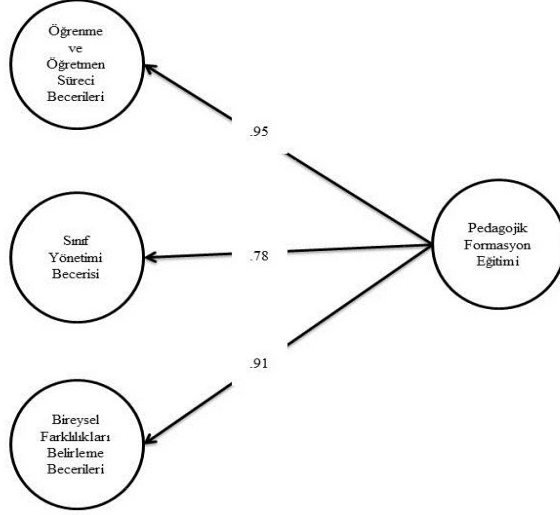 Öğrenme
ve
Öğretmen
Süreci
Becerileri
.95
Sınıf
Yönetimi
Becerisi
.78
Pedagojik
Formasyon
Eğitimi
.91
Bireysel
Farklılıkları
Belirleme
Becerileri